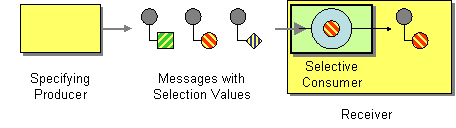 Specifying
Producer
Messages with
Selection Values
Selective
Consumer
Receiver